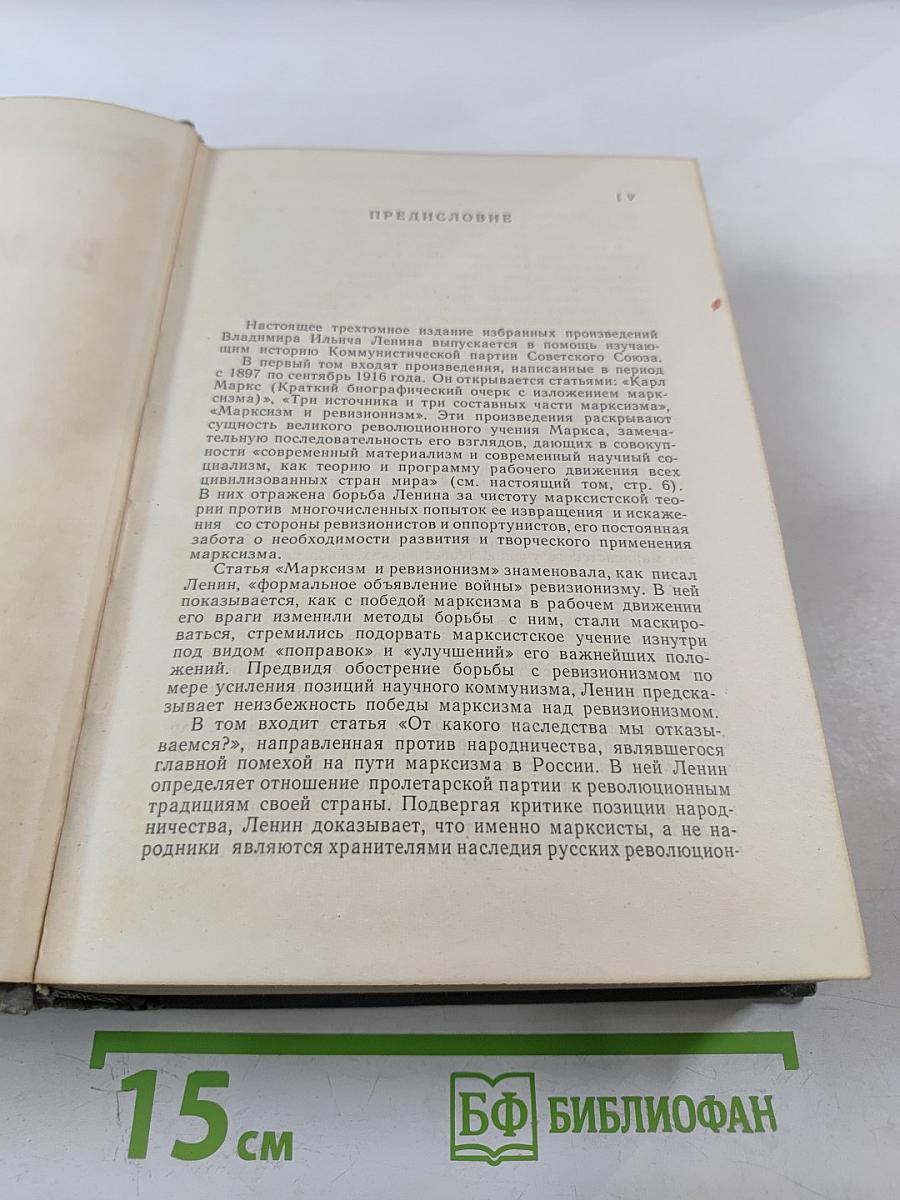 ПРЕДИСЛОВИЕ
Настоящее трехтомное издание избранных произведений
Владимира Ильича Ленина выпускается в помощь изучаю-
щим историю Коммунистической партии Советского Союза.
В первый том входят произведения, написанные в период
с 1897 по сентябрь 1916 года. Он открывается статьями: «Карл
Маркс (Краткий биографический очерк с изложением марк-
сизма)», «Три источника и три составных части марксизма»,
«Марксизм и ревизионизм». Эти произведения раскрывают
сущность великого революционного учения Маркса, замеча-
тельную последовательность его взглядов, дающих в совокуп-
ности «современный материализм и современный научный со-
циализм, как теорию и программу рабочего движения всех
цивилизованных стран мира» (см. настоящий том, стр. 6).
В них отражена борьба Ленина за чистоту марксистской тео-
рии против многочисленных попыток ее извращения и искаже-
ния со стороны ревизионистов и оппортунистов, его постоянная
забота о необходимости развития и творческого применения
марксизма.
Статья «Марксизм и ревизионизм» знаменовала, как писал
Ленин, «формальное объявление войны» ревизионизму. В ней
показывается, как с победой марксизма в рабочем движении
его враги изменили методы борьбы с ним, стали маскиро-
ваться, стремились подорвать марксистское учение изнутри
под видом «поправок» и «улучшений» его важнейших поло-
жений. Предвидя обострение борьбы с ревизионизмом по
мере усиления позиций научного коммунизма, Ленин предска-
зывает неизбежность победы марксизма над ревизионизмом.
В том входит статья «От какого наследства мы отказы-
ваемся?», направленная против народничества, являвшегося
главной помехой на пути марксизма в России. В ней Ленин
определяет отношение пролетарской партии к революционным
традициям своей страны. Подвергая критике позиции народ-
ничества, Ленин доказывает, что именно марксисты, а не на-
родники являются хранителями наследия русских революцион-
15 см
БФ БИБЛИОФАН